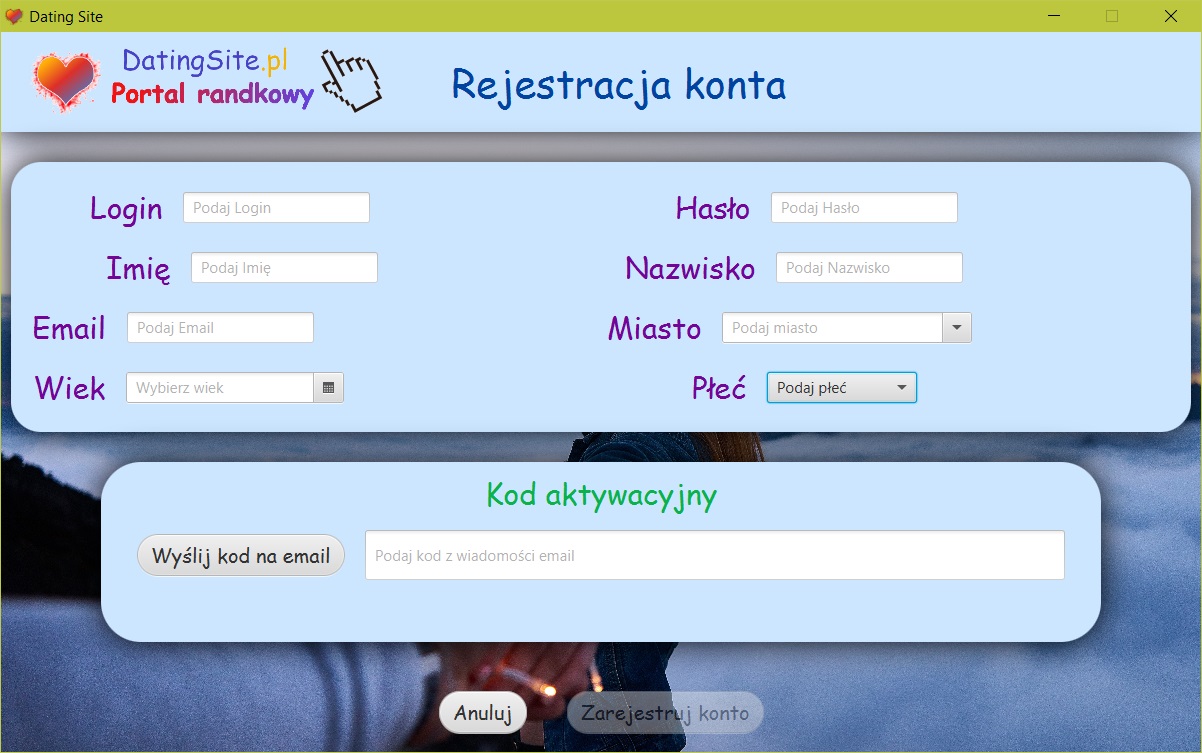 Dating Site
DatingSite.pl
Portal randkowy
Rejestracja konta
Login Podaj Login Hasło Podaj Hasło
Imię Podaj Imię Nazwisko Podaj Nazwisko
Email Podaj Email Miasto Podaj miasto
Wiek Wybierz wiek Płeć Podaj płeć
Kod aktywacyjny
Wyślij kod na email Podaj kod z wiadomości email
Anuluj Zarejestruj konto